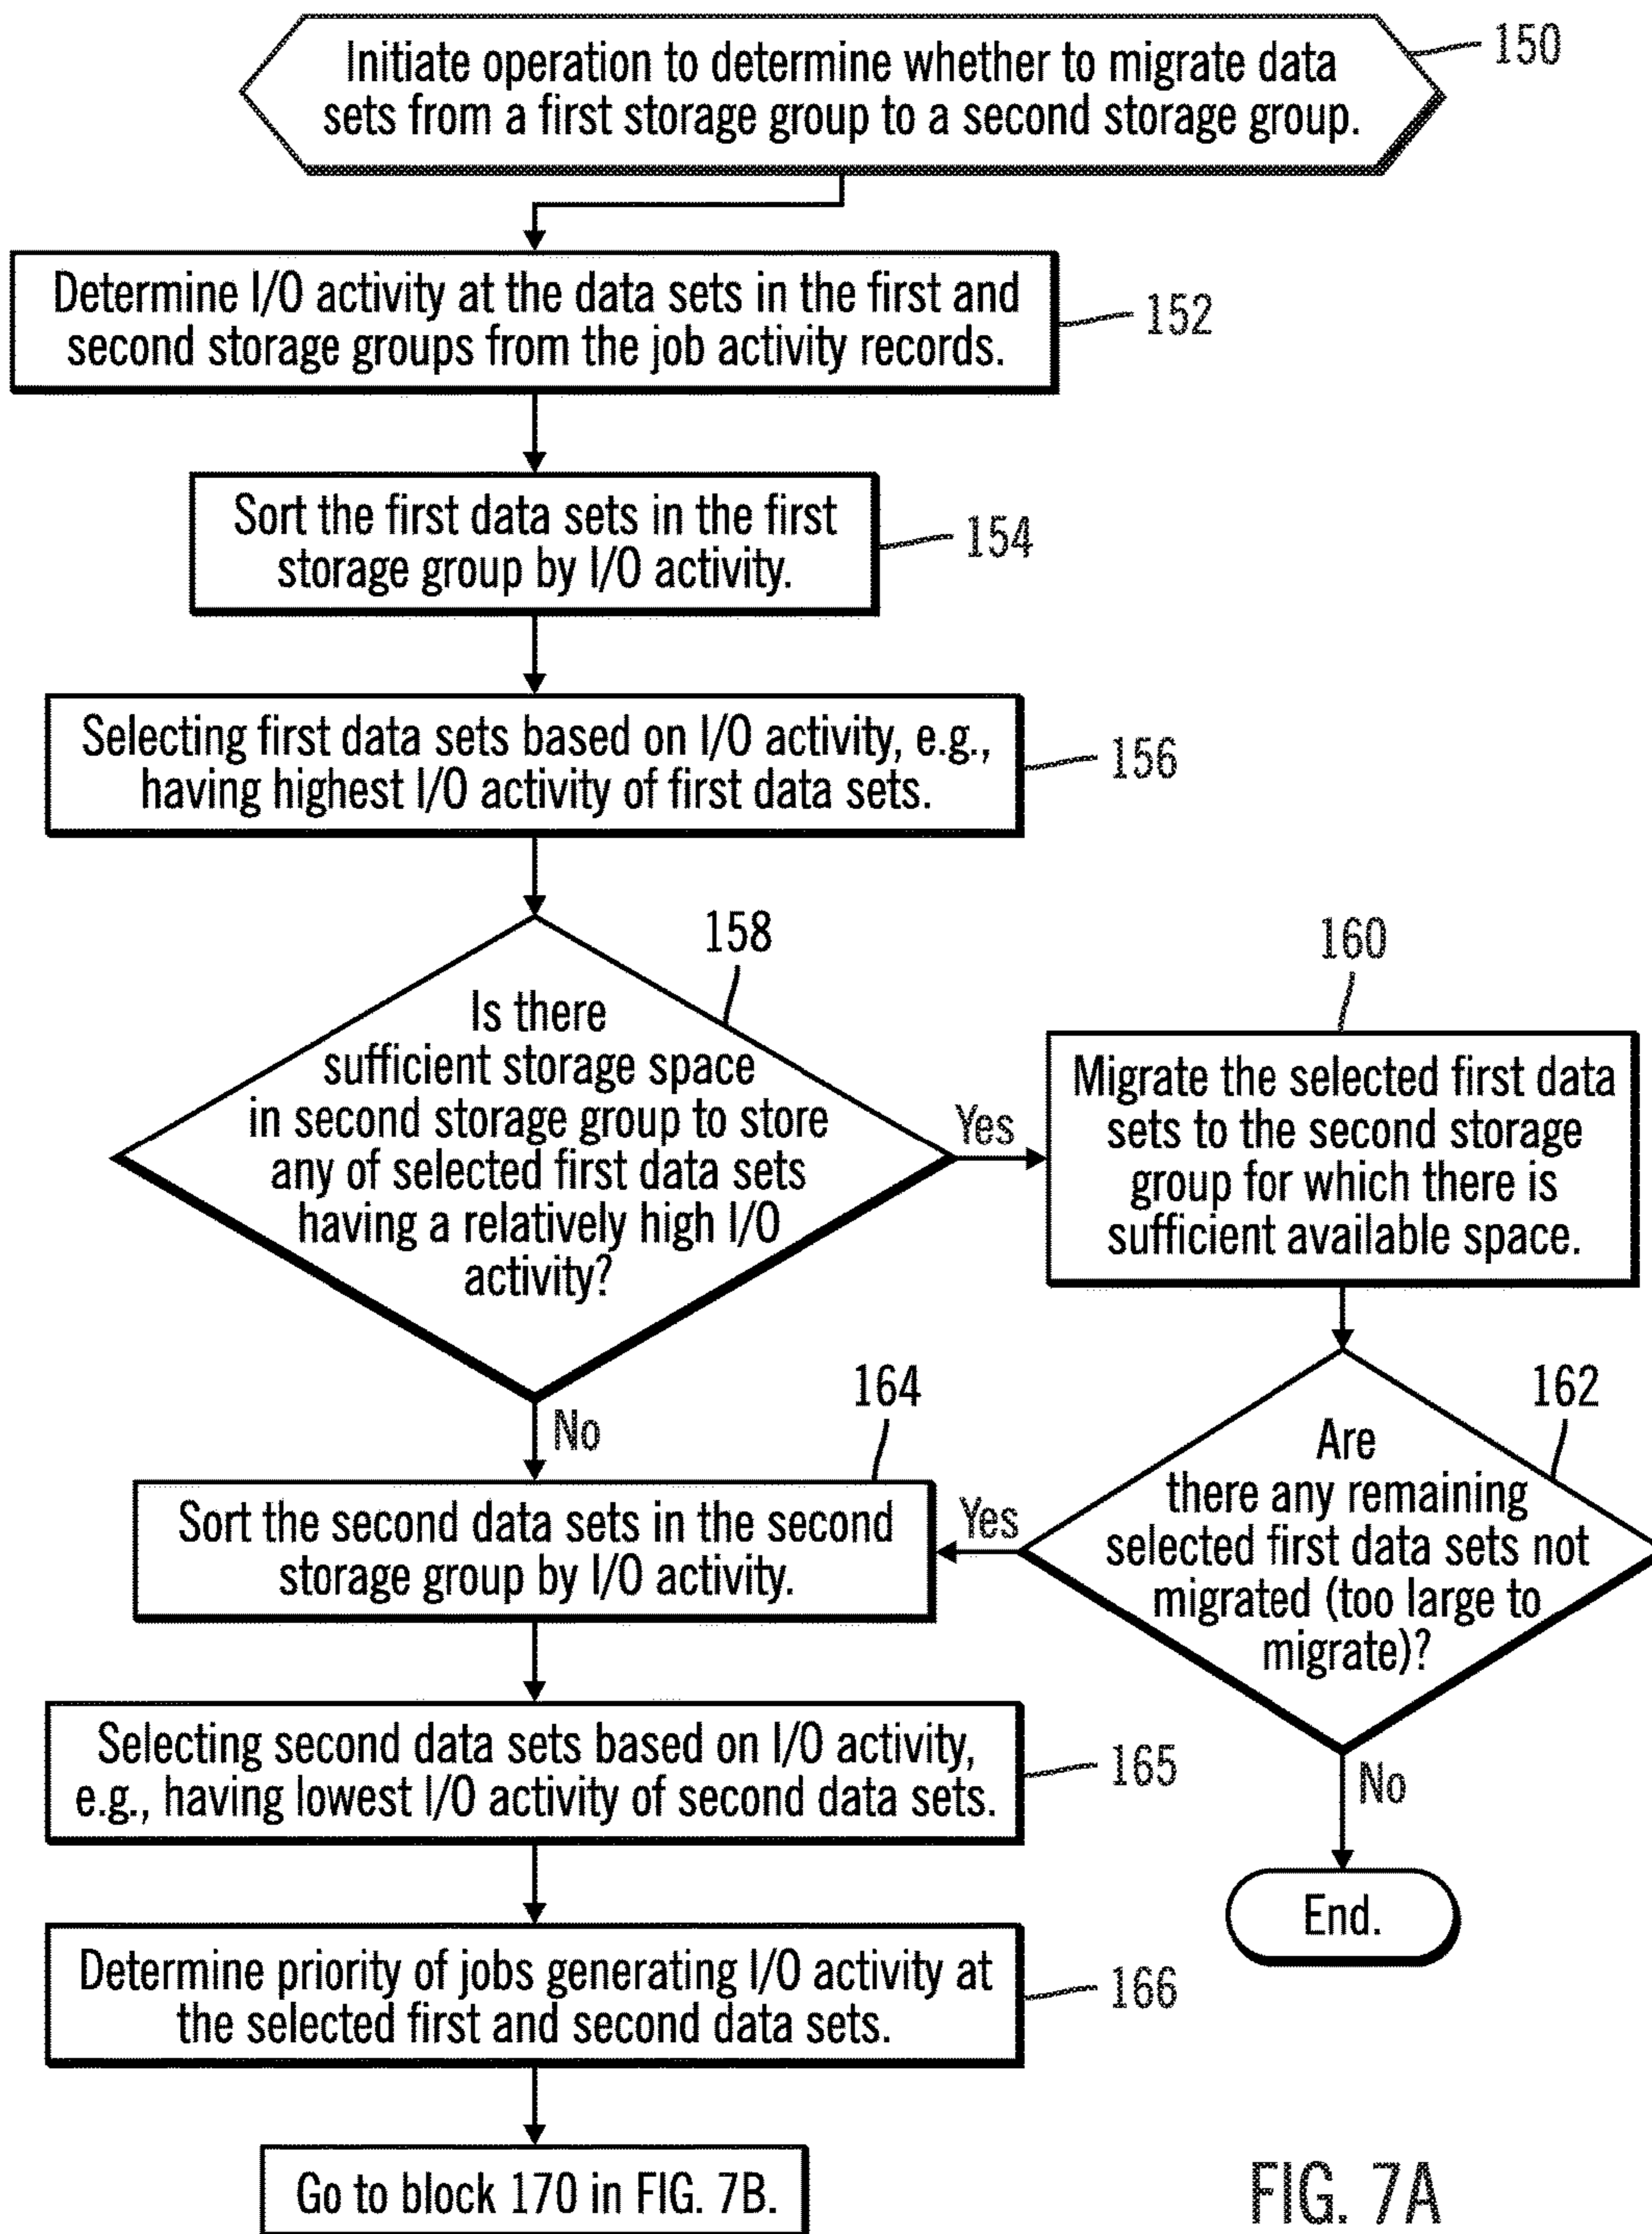 Initiate operation to determine whether to migrate data
sets from a first storage group to a second storage group.
150
Determine I/O activity at the data sets in the first and
second storage groups from the job activity records.
152
Sort the first data sets in the first
storage group by I/O activity.
154
Selecting first data sets based on I/O activity, e.g.,
having highest I/O activity of first data sets.
156
158
Is there
sufficient storage space
in second storage group to store
any of selected first data sets
having a relatively high I/O
activity?
Yes
No
160
Migrate the selected first data
sets to the second storage
group for which there is
sufficient available space.
162
Are
there any remaining
selected first data sets not
migrated (too large to
migrate)?
Yes
No
End.
164
Sort the second data sets in the second
storage group by I/O activity.
Selecting second data sets based on I/O activity,
e.g., having lowest I/O activity of second data sets.
165
Determine priority of jobs generating I/O activity at
the selected first and second data sets.
166
Go to block 170 in FIG. 7B.
FIG. 7A